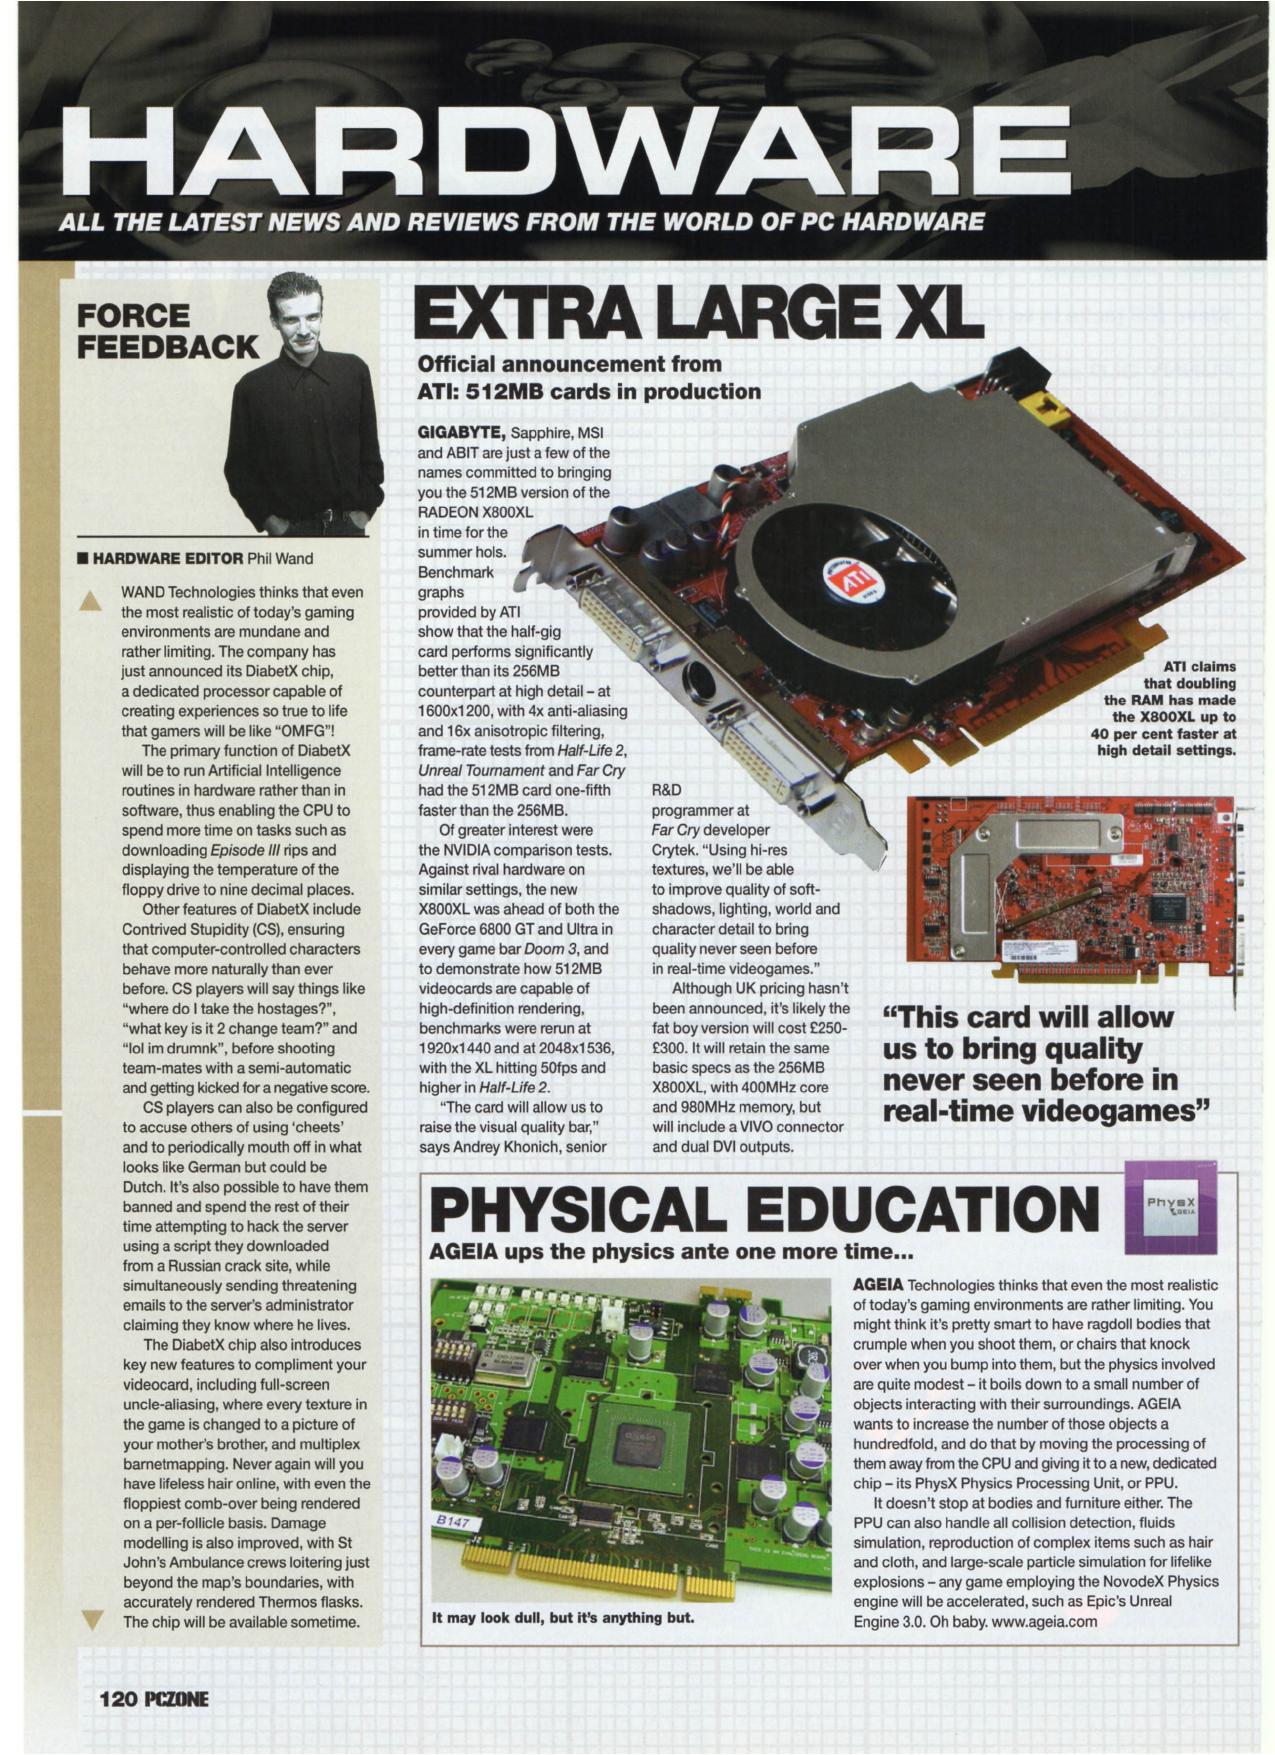 HARDWARE
ALL THE LATEST NEWS AND REVIEWS FROM THE WORLD OF PC HARDWARE
FORCE
FEEDBACK
■ HARDWARE EDITOR Phil Wand
WAND Technologies thinks that even
the most realistic of today's gaming
environments are mundane and
rather limiting. The company has
just announced its DiabetX chip,
a dedicated processor capable of
creating experiences so true to life
that gamers will be like "OMFG"!
The primary function of DiabetX
will be to run Artificial Intelligence
routines in hardware rather than in
software, thus enabling the CPU to
spend more time on tasks such as
downloading Episode III rips and
displaying the temperature of the
floppy drive to nine decimal places.
Other features of DiabetX include
Contrived Stupidity (CS), ensuring
that computer-controlled characters
behave more naturally than ever
before. CS players will say things like
"where do I take the hostages?",
"what key is it 2 change team?" and
"lol im drumnk", before shooting
team-mates with a semi-automatic
and getting kicked for a negative score.
CS players can also be configured
to accuse others of using 'cheets'
and to periodically mouth off in what
looks like German but could be
Dutch. It's also possible to have them
banned and spend the rest of their
time attempting to hack the server
using a script they downloaded
from a Russian crack site, while
simultaneously sending threatening
emails to the server's administrator
claiming they know where he lives.
The DiabetX chip also introduces
key new features to compliment your
videocard, including full-screen
uncle-aliasing, where every texture in
the game is changed to a picture of
your mother's brother, and multiplex
barnetmapping. Never again will you
have lifeless hair online, with even the
floppiest comb-over being rendered
on a per-follicle basis. Damage
modelling is also improved, with St
John's Ambulance crews loitering just
beyond the map's boundaries, with
accurately rendered Thermos flasks.
The chip will be available sometime.
EXTRA LARGE XL
Official announcement from
ATI: 512MB cards in production
GIGABYTE, Sapphire, MSI
and ABIT are just a few of the
names committed to bringing
you the 512MB version of the
RADEON X800XL
in time for the
summer hols.
Benchmark
graphs
provided by ATI
show that the half-gig
card performs significantly
better than its 256MB
counterpart at high detail – at
1600x1200, with 4x anti-aliasing
and 16x anisotropic filtering,
frame-rate tests from Half-Life 2,
Unreal Tournament and Far Cry
had the 512MB card one-fifth
faster than the 256MB.
Of greater interest were
the NVIDIA comparison tests.
Against rival hardware on
similar settings, the new
X800XL was ahead of both the
GeForce 6800 GT and Ultra in
every game bar Doom 3, and
to demonstrate how 512MB
videocards are capable of
high-definition rendering,
benchmarks were rerun at
1920x1440 and at 2048x1536,
with the XL hitting 50fps and
higher in Half-Life 2.
"The card will allow us to
raise the visual quality bar,"
says Andrey Khonich, senior
R&D
programmer at
Far Cry developer
Crytek. "Using hi-res
textures, we'll be able
to improve quality of soft-
shadows, lighting, world and
character detail to bring
quality never seen before
in real-time videogames."
Although UK pricing hasn't
been announced, it's likely the
fat boy version will cost £250-
£300. It will retain the same
basic specs as the 256MB
X800XL, with 400MHz core
and 980MHz memory, but
will include a VIVO connector
and dual DVI outputs.
ATI
ATI claims
that doubling
the RAM has made
the X800XL up to
40 per cent faster at
high detail settings.
"This card will allow
us to bring quality
never seen before in
real-time videogames"
PHYSICAL EDUCATION
AGEIA ups the physics ante one more time...
PhysX
AGEIA
ageia
B147
It may look dull, but it's anything but.
AGEIA Technologies thinks that even the most realistic
of today's gaming environments are rather limiting. You
might think it's pretty smart to have ragdoll bodies that
crumple when you shoot them, or chairs that knock
over when you bump into them, but the physics involved
are quite modest – it boils down to a small number of
objects interacting with their surroundings. AGEIA
wants to increase the number of those objects a
hundredfold, and do that by moving the processing of
them away from the CPU and giving it to a new, dedicated
chip – its PhysX Physics Processing Unit, or PPU.
It doesn't stop at bodies and furniture either. The
PPU can also handle all collision detection, fluids
simulation, reproduction of complex items such as hair
and cloth, and large-scale particle simulation for lifelike
explosions – any game employing the NovodeX Physics
engine will be accelerated, such as Epic's Unreal
Engine 3.0. Oh baby. www.ageia.com
120 PCZONE